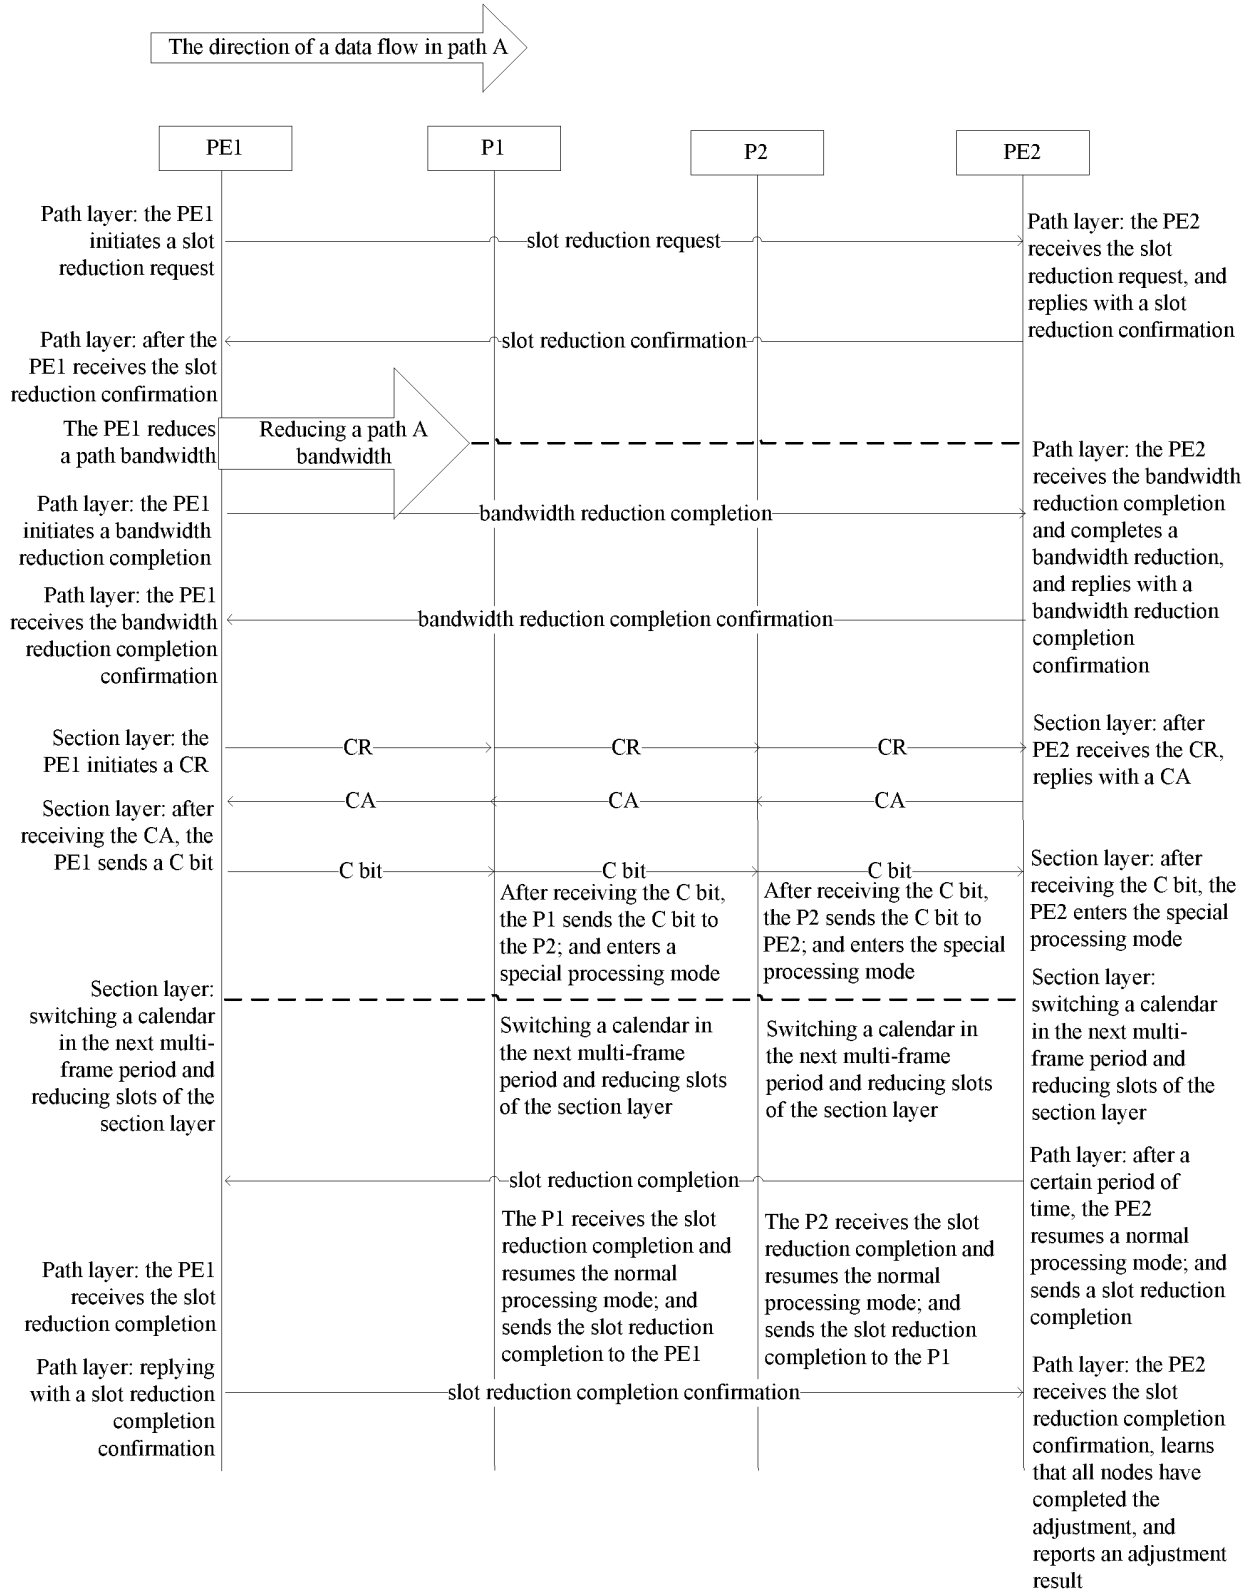 The direction of a data flow in path A
PE1
P1
P2
PE2
Path layer: the PE1
initiates a slot
reduction request
slot reduction request
Path layer: the PE2
receives the slot
reduction request, and
replies with a slot
reduction confirmation
Path layer: after the
PE1 receives the slot
reduction confirmation
slot reduction confirmation
The PE1 reduces
a path bandwidth
Reducing a path A
bandwidth
Path layer: the PE1
initiates a bandwidth
reduction completion
bandwidth reduction completion
Path layer: the PE2
receives the bandwidth
reduction completion
and completes a
bandwidth reduction,
and replies with a
bandwidth reduction
completion
confirmation
Path layer: the PE1
receives the bandwidth
reduction completion
confirmation
bandwidth reduction completion confirmation
Section layer: the
PE1 initiates a CR
CR
CR
CR
Section layer: after
PE2 receives the CR,
replies with a CA
Section layer: after
receiving the CA, the
PE1 sends a C bit
CA
CA
CA
C bit
C bit
C bit
After receiving the C bit,
the P1 sends the C bit to
the P2; and enters a
special processing mode
After receiving the C bit,
the P2 sends the C bit to
PE2; and enters the special
processing mode
Section layer: after
receiving the C bit, the
PE2 enters the special
processing mode
Section layer:
switching a calendar
in the next multi-
frame period and
reducing slots of the
section layer
Switching a calendar in
the next multi-frame
period and reducing slots
of the section layer
Switching a calendar in
the next multi-frame
period and reducing slots
of the section layer
Section layer:
switching a calendar
in the next multi-
frame period and
reducing slots of the
section layer
slot reduction completion
Path layer: after a
certain period of
time, the PE2
resumes a normal
processing mode; and
sends a slot reduction
completion
The P1 receives the slot
reduction completion and
resumes the normal
processing mode; and
sends the slot reduction
completion to the PE1
The P2 receives the slot
reduction completion and
resumes the normal
processing mode; and
sends the slot reduction
completion to the P1
Path layer: the PE1
receives the slot
reduction completion
Path layer: replying
with a slot reduction
completion
confirmation
slot reduction completion confirmation
Path layer: the PE2
receives the slot
reduction completion
confirmation, learns
that all nodes have
completed the
adjustment, and
reports an adjustment
result